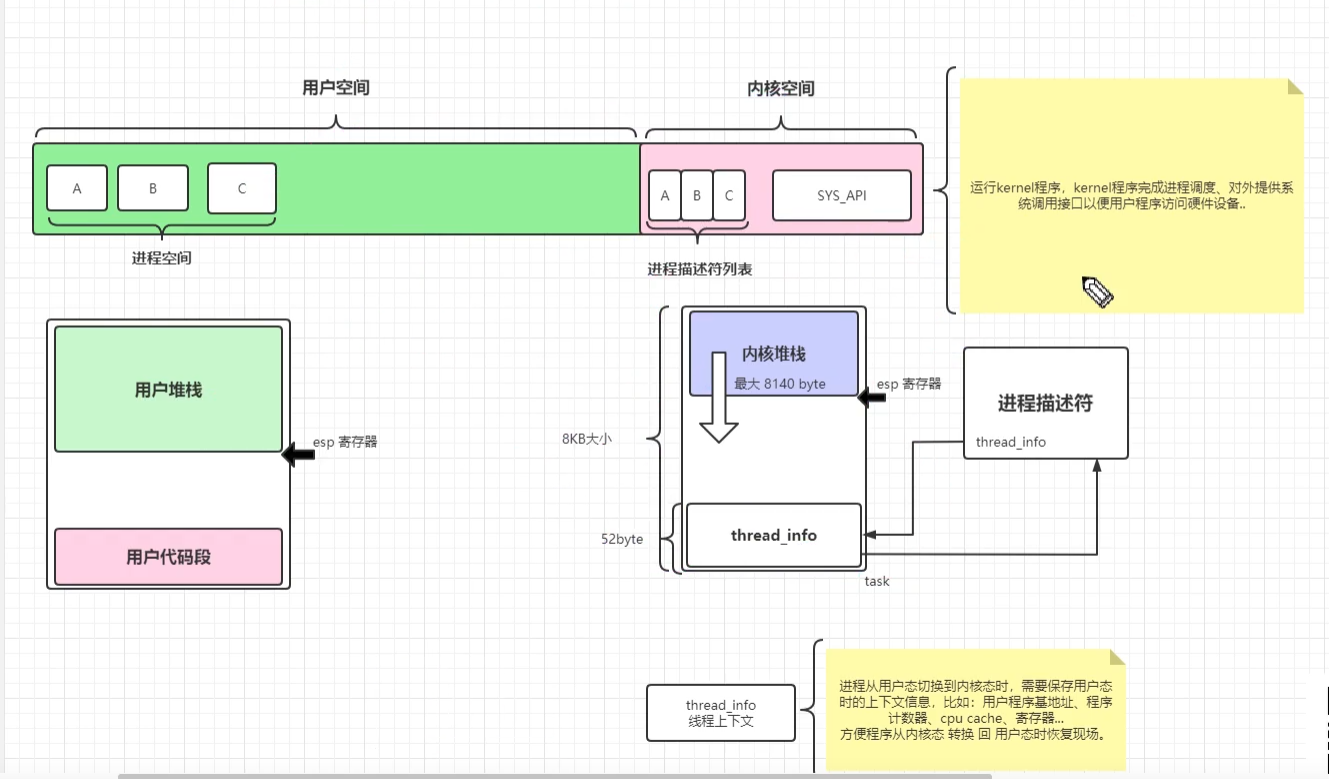 用户空间
内核空间
A
B
C
A
B
C
SYS_API
进程空间
进程描述符列表
运行kernel程序，kernel程序完成进程调度、对外提供系
统调用接口以便用户程序访问硬件设备..
用户堆栈
esp 寄存器
用户代码段
8KB大小
内核堆栈
最大 8140 byte
esp 寄存器
52byte
thread_info
task
进程描述符
thread_info
thread_info
线程上下文
进程从用户态切换到内核态时，需要保存用户态
时的上下文信息，比如：用户程序基地址、程序
计数器、cpu cache、寄存器...
方便程序从内核态 转换 回 用户态时恢复现场。